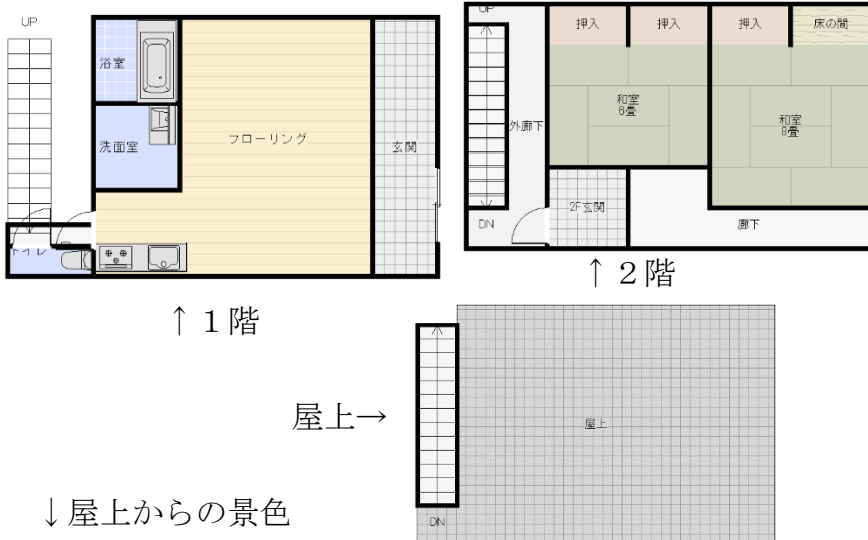 UP
浴室
洗面室
フローリング
玄関
トイレ
↑１階
UP
押入
押入
押入
床の間
和室
6畳
和室
8畳
外廊下
2F玄関
DN
廊下
↑２階
屋上→
屋上
DN
↓屋上からの景色